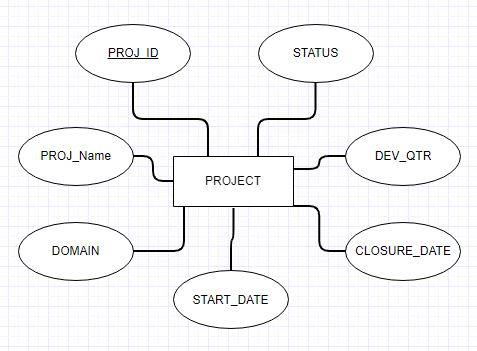 PROJ_ID
STATUS
PROJ_Name
DEV_QTR
PROJECT
DOMAIN
CLOSURE_DATE
START_DATE